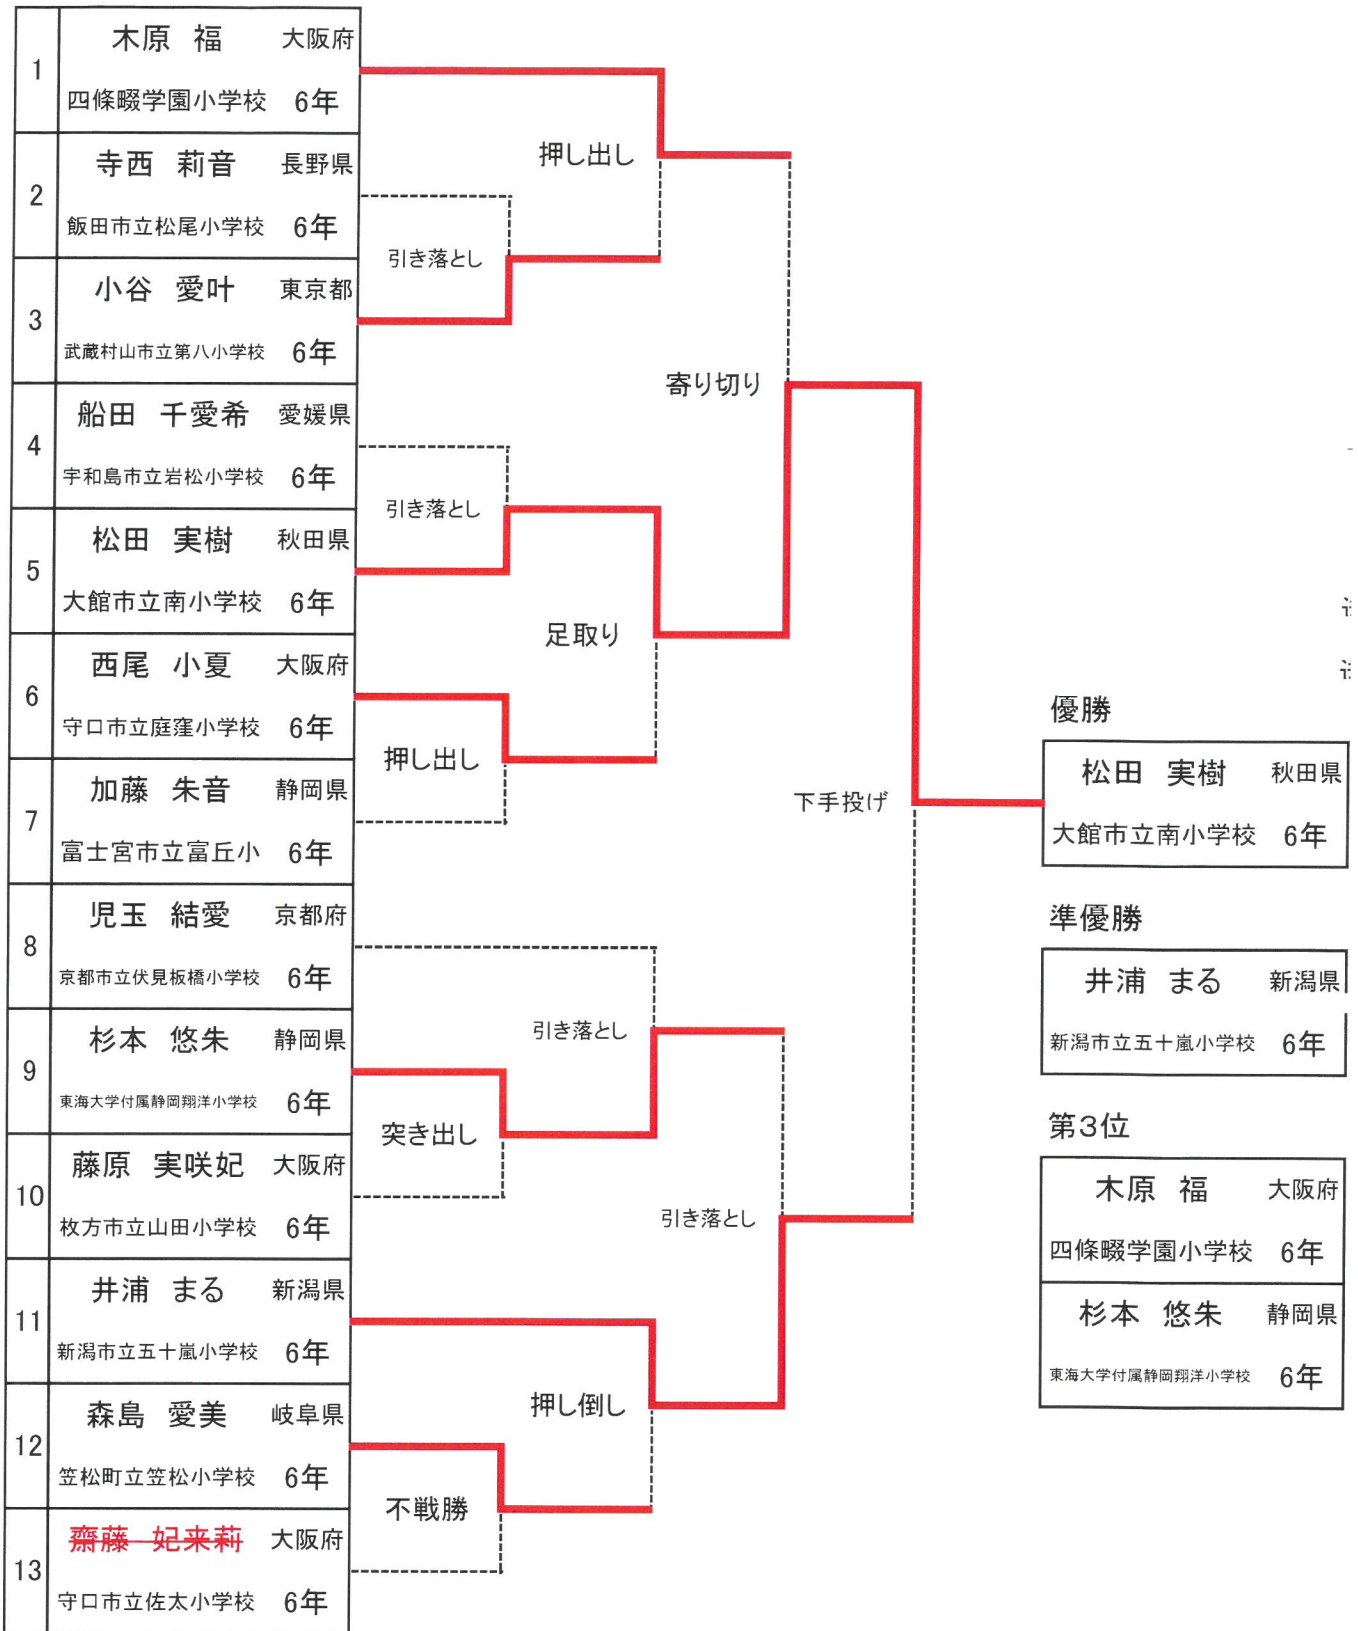 1
木原 福 大阪府
四條畷学園小学校 6年
2
寺西 莉音 長野県
飯田市立松尾小学校 6年
3
小谷 愛叶 東京都
武蔵村山市立第八小学校 6年
4
船田 千愛希 愛媛県
宇和島市立岩松小学校 6年
5
松田 実樹 秋田県
大館市立南小学校 6年
6
西尾 小夏 大阪府
守口市立庭窪小学校 6年
7
加藤 朱音 静岡県
富士宮市立富丘小 6年
8
児玉 結愛 京都府
京都市立伏見板橋小学校 6年
9
杉本 悠朱 静岡県
東海大学付属静岡翔洋小学校 6年
10
藤原 実咲妃 大阪府
枚方市立山田小学校 6年
11
井浦 まる 新潟県
新潟市立五十嵐小学校 6年
12
森島 愛美 岐阜県
笠松町立笠松小学校 6年
13
齋藤 妃来莉 大阪府
守口市立佐太小学校 6年
引き落とし
引き落とし
押し出し
突き出し
不戦勝
押し出し
足取り
引き落とし
押し倒し
寄り切り
引き落とし
下手投げ
優勝
松田 実樹 秋田県
大館市立南小学校 6年
準優勝
井浦 まる 新潟県
新潟市立五十嵐小学校 6年
第3位
木原 福 大阪府
四條畷学園小学校 6年
杉本 悠朱 静岡県
東海大学付属静岡翔洋小学校 6年